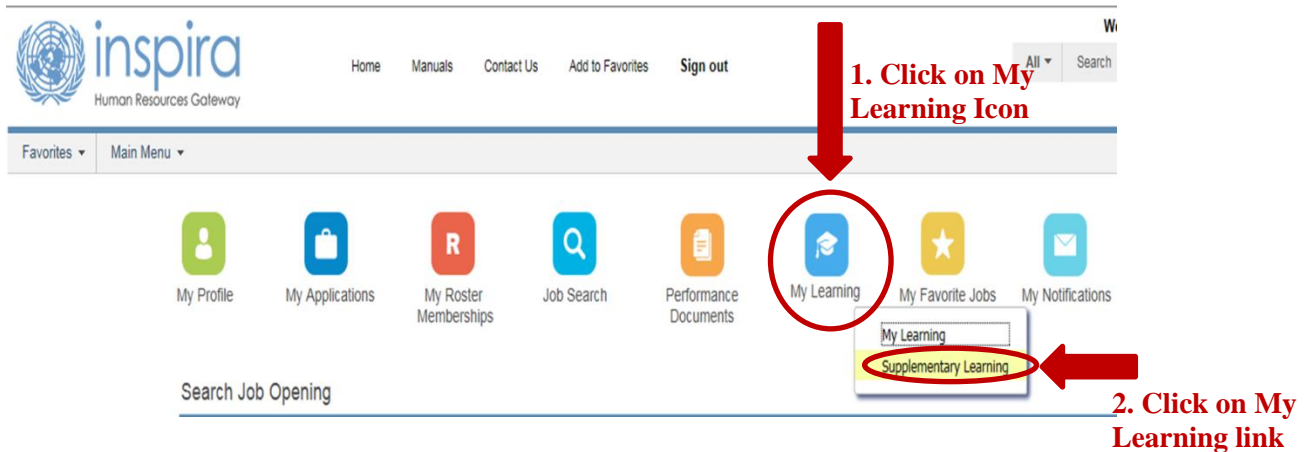 inspira
Human Resources Gateway
Home Manuals Contact Us Add to Favorites Sign out
All Search
1. Click on My
Learning Icon
Favorites Main Menu
R
My Profile My Applications My Roster Memberships Job Search Performance Documents My Learning My Favorite Jobs My Notifications
My Learning
Supplementary Learning
Search Job Opening
2. Click on My
Learning link